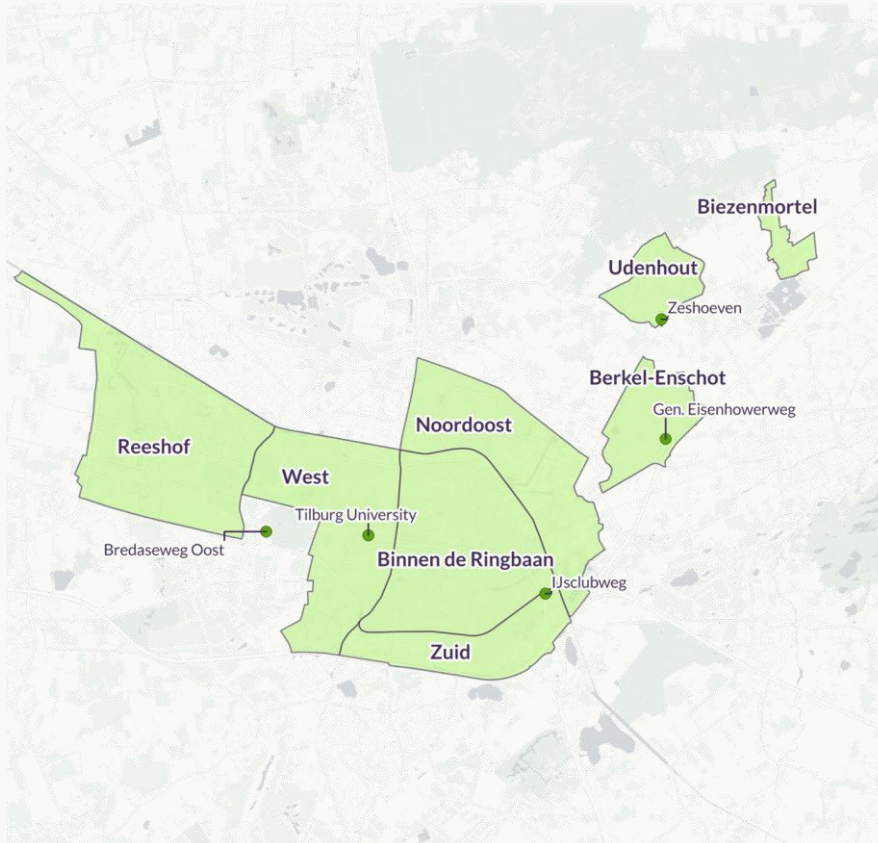 Biezenmortel
Udenhout
Zeshoeven
Berkel-Enschot
Gen. Eisenhowerweg
Noordoost
Reeshof
West
Tilburg University
Bredaseweg Oost
Binnen de Ringbaan
IJsclubweg
Zuid